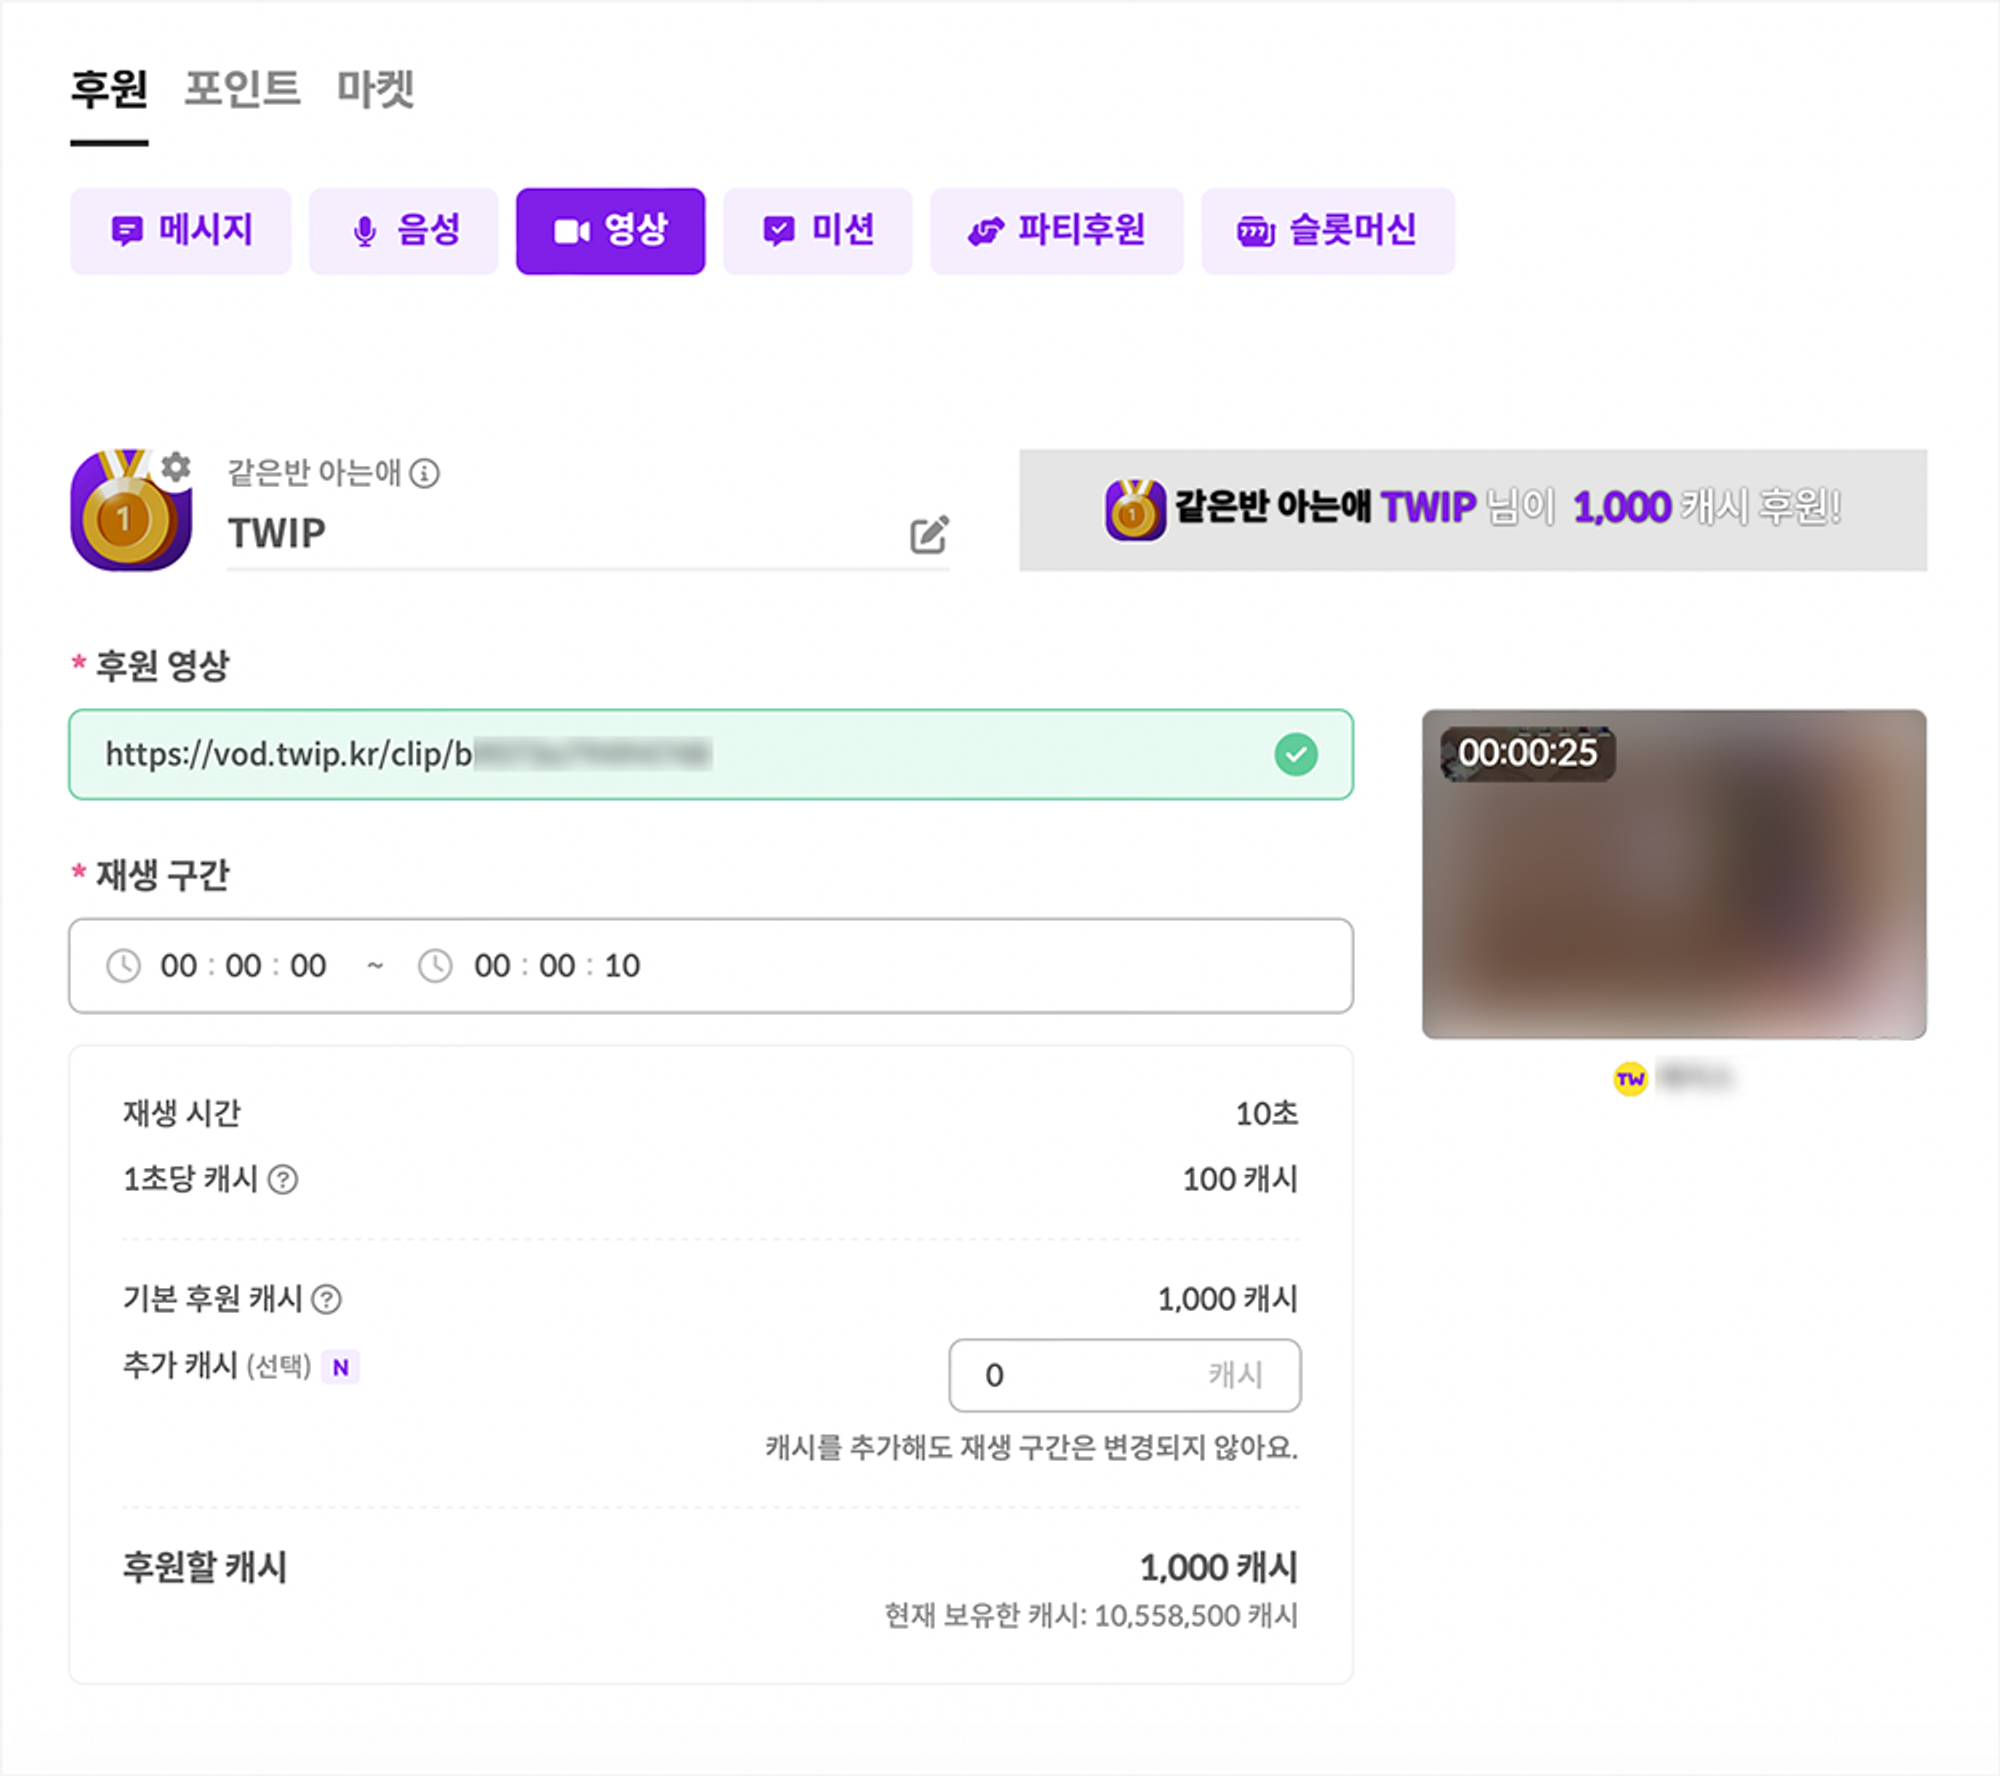 후원 포인트 마켓
메시지 음성 영상 미션 파티후원 슬롯머신
같은반 아는애
TWIP
1 같은반 아는애 TWIP 님이 1,000 캐시 후원!
1
* 후원 영상
https://vod.twip.kr/clip/b
00:00:25
* 재생 구간
00 : 00 : 00 ~ 00 : 00 : 10
TW
재생 시간 10초
1초당 캐시 ? 100 캐시
기본 후원 캐시 ? 1,000 캐시
추가 캐시 (선택) N 0 캐시
캐시를 추가해도 재생 구간은 변경되지 않아요.
후원할 캐시 1,000 캐시
현재 보유한 캐시: 10,558,500 캐시